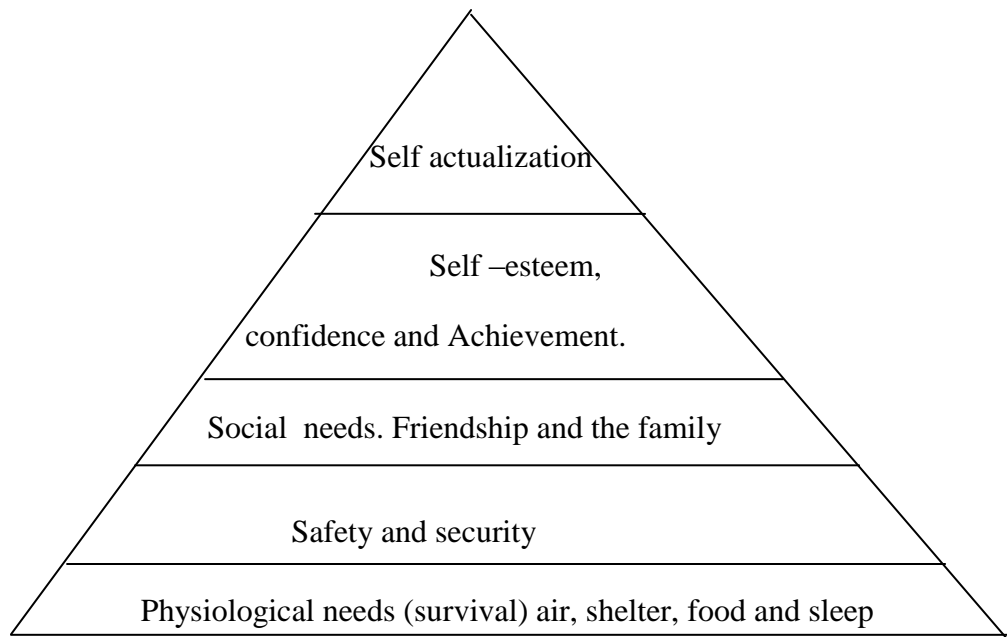 Self actualization
Self –esteem,
confidence and Achievement.
Social  needs. Friendship and the family
Safety and security
Physiological needs (survival) air, shelter, food and sleep